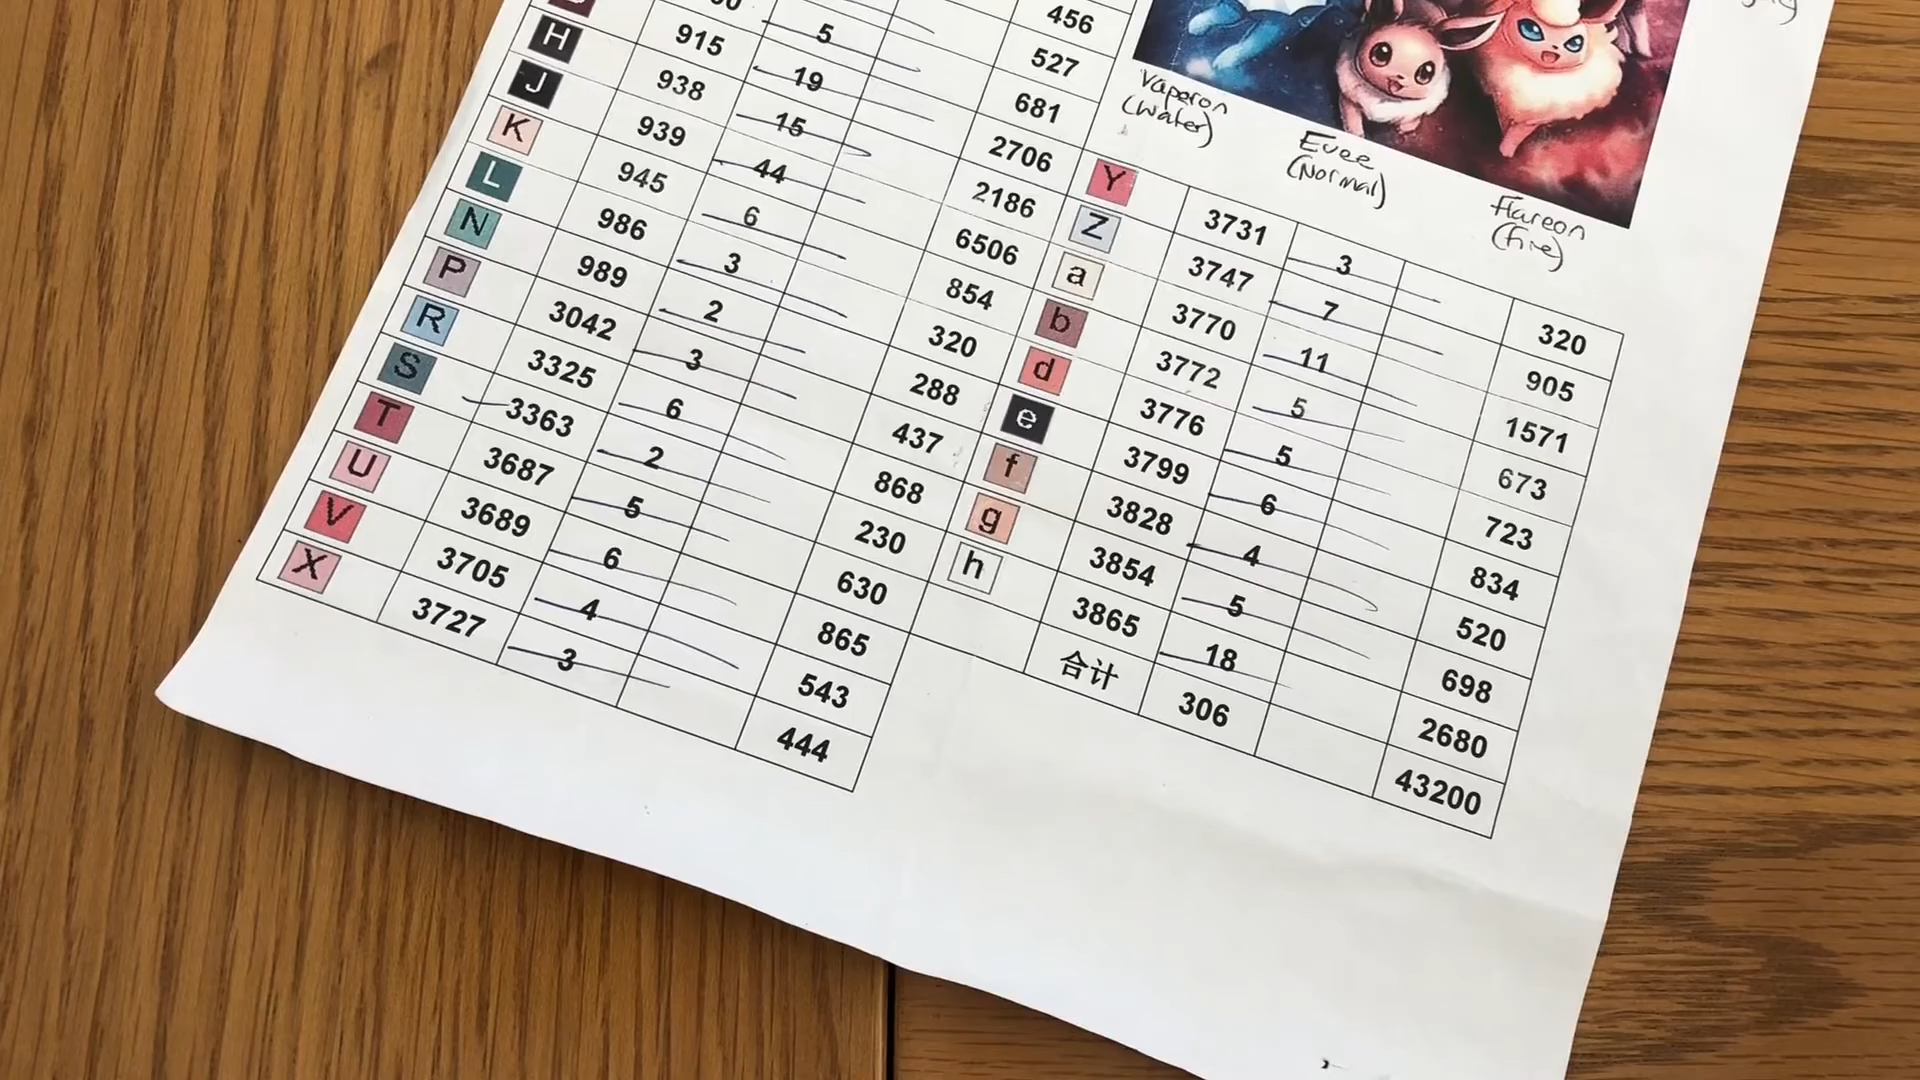 456
527
5 681
915 19 2706
H 938 15 2186
J 939 44 6506
K 945 6 854
L 986 3 320
N 989 2 288
P 3042 3 437
R 3325 6 868
S 3363 2 230
T 3687 5 630
U 3689 6 865
V 3705 4 543
X 3727 3 444
Vaperon
(water)
Evee
(Normal)
Flareon
(fire)
Y 3731 3 320
Z 3747 7 905
a 3770 11 1571
b 3772 5 673
d 3776 5 723
e 3799 6 834
f 3828 4 520
g 3854 5 698
h 3865 18 2680
合计 306 43200